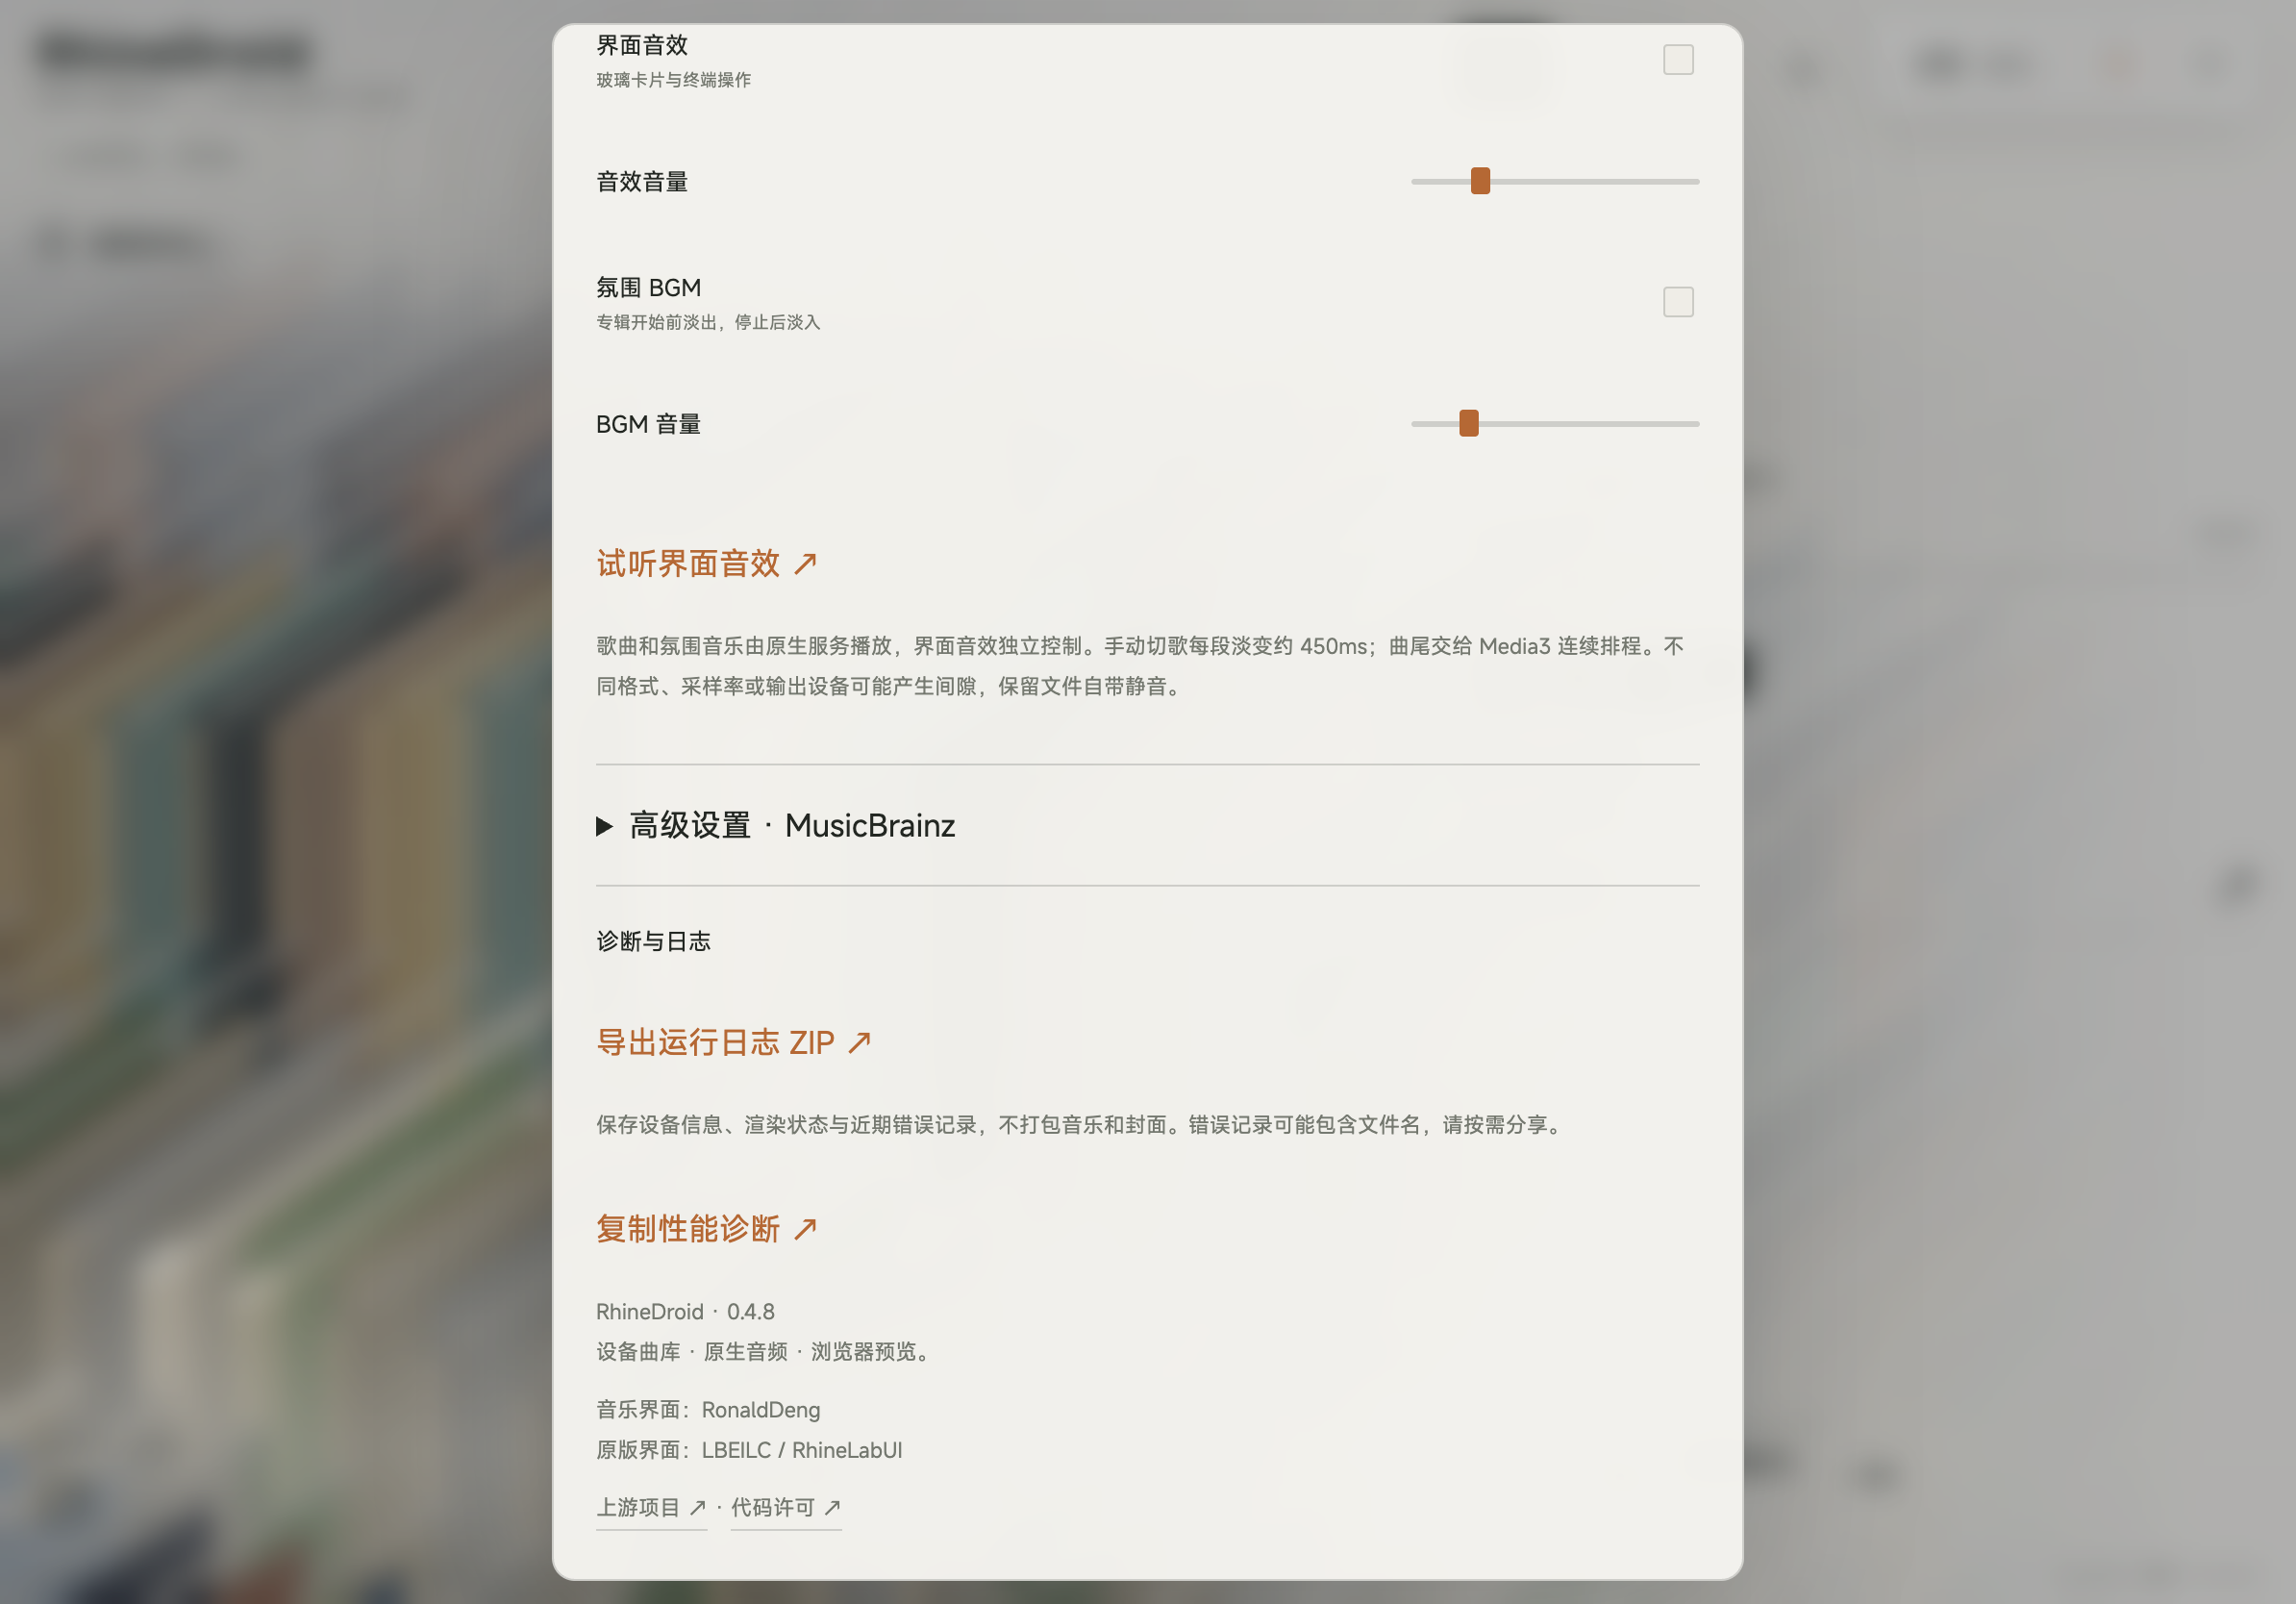 界面音效
玻璃卡片与终端操作
音效音量
氛围 BGM
专辑开始前淡出，停止后淡入
BGM 音量
试听界面音效 ↗
歌曲和氛围音乐由原生服务播放，界面音效独立控制。手动切歌每段淡变约 450ms；曲尾交给 Media3 连续排程。不
同格式、采样率或输出设备可能产生间隙，保留文件自带静音。
▶ 高级设置 · MusicBrainz
诊断与日志
导出运行日志 ZIP ↗
保存设备信息、渲染状态与近期错误记录，不打包音乐和封面。错误记录可能包含文件名，请按需分享。
复制性能诊断 ↗
RhineDroid · 0.4.8
设备曲库 · 原生音频 · 浏览器预览。
音乐界面：RonaldDeng
原版界面：LBEILC / RhineLabUI
上游项目 ↗ · 代码许可 ↗